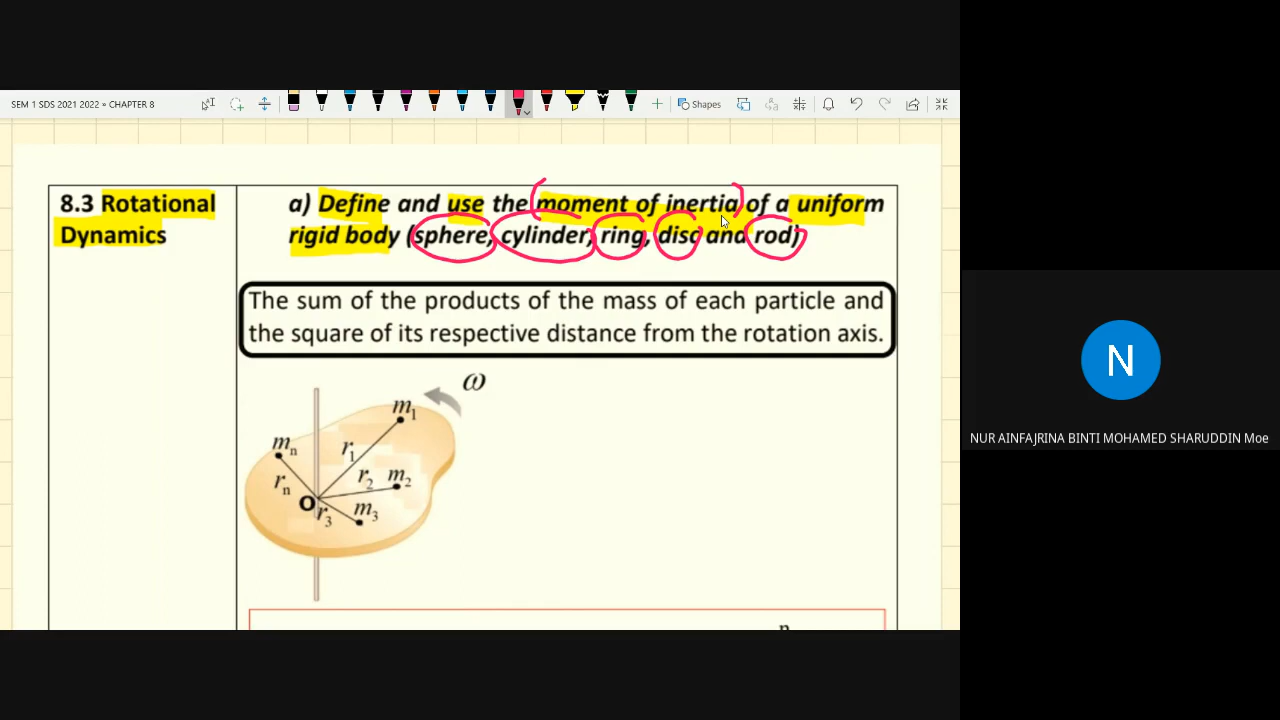 SEM 1 SDS 2021 2022 » CHAPTER 8
Shapes
8.3 Rotational
Dynamics
a) Define and use the moment of inertia of a uniform
rigid body (sphere, cylinder, ring, disc and rod)
The sum of the products of the mass of each particle and
the square of its respective distance from the rotation axis.
ω
m1
mn
r1
r2 m2
rn
O
r3 m3
n
N
NUR AINFAJRINA BINTI MOHAMED SHARUDDIN Moe